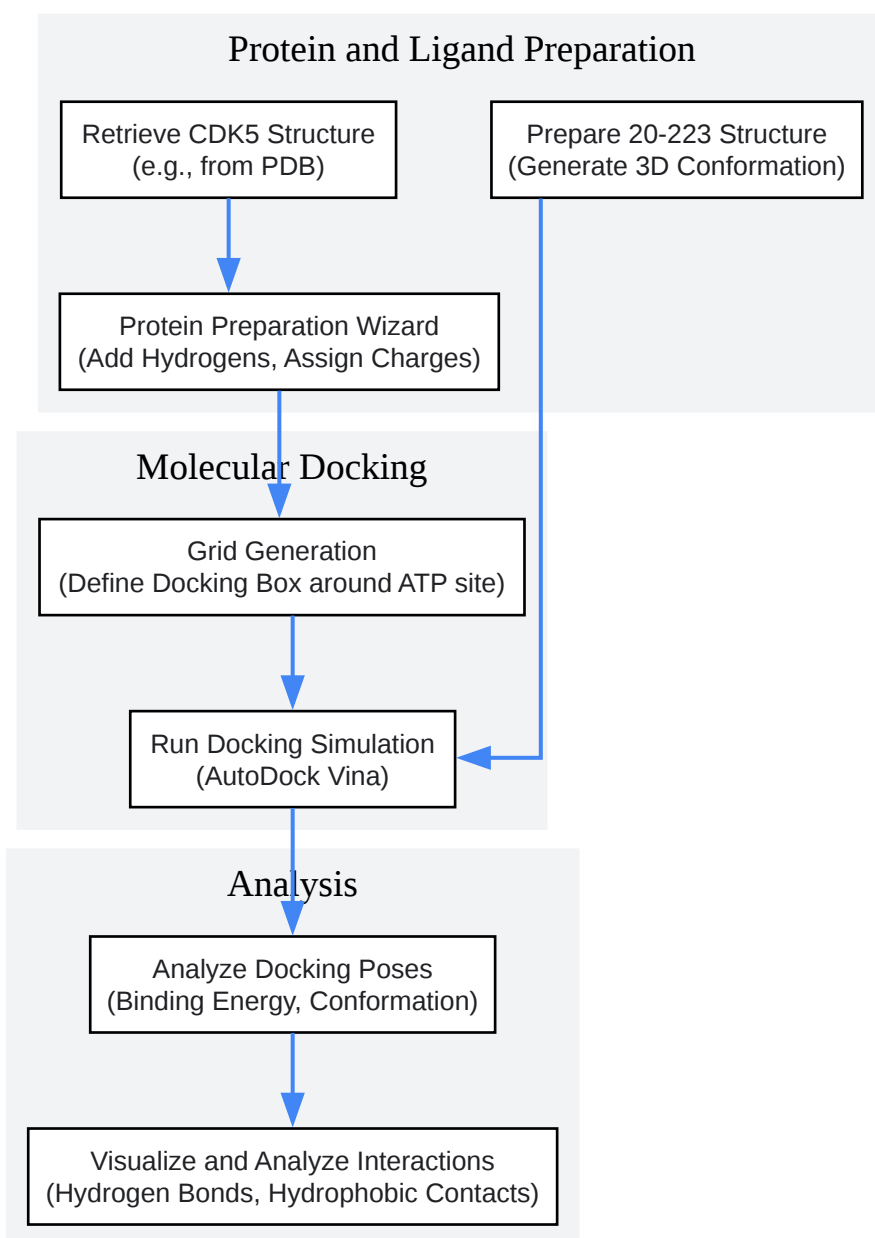 Protein and Ligand Preparation
Retrieve CDK5 Structure
(e.g., from PDB)
Prepare 20-223 Structure
(Generate 3D Conformation)
Protein Preparation Wizard
(Add Hydrogens, Assign Charges)
Molecular Docking
Grid Generation
(Define Docking Box around ATP site)
Run Docking Simulation
(AutoDock Vina)
Analysis
Analyze Docking Poses
(Binding Energy, Conformation)
Visualize and Analyze Interactions
(Hydrogen Bonds, Hydrophobic Contacts)